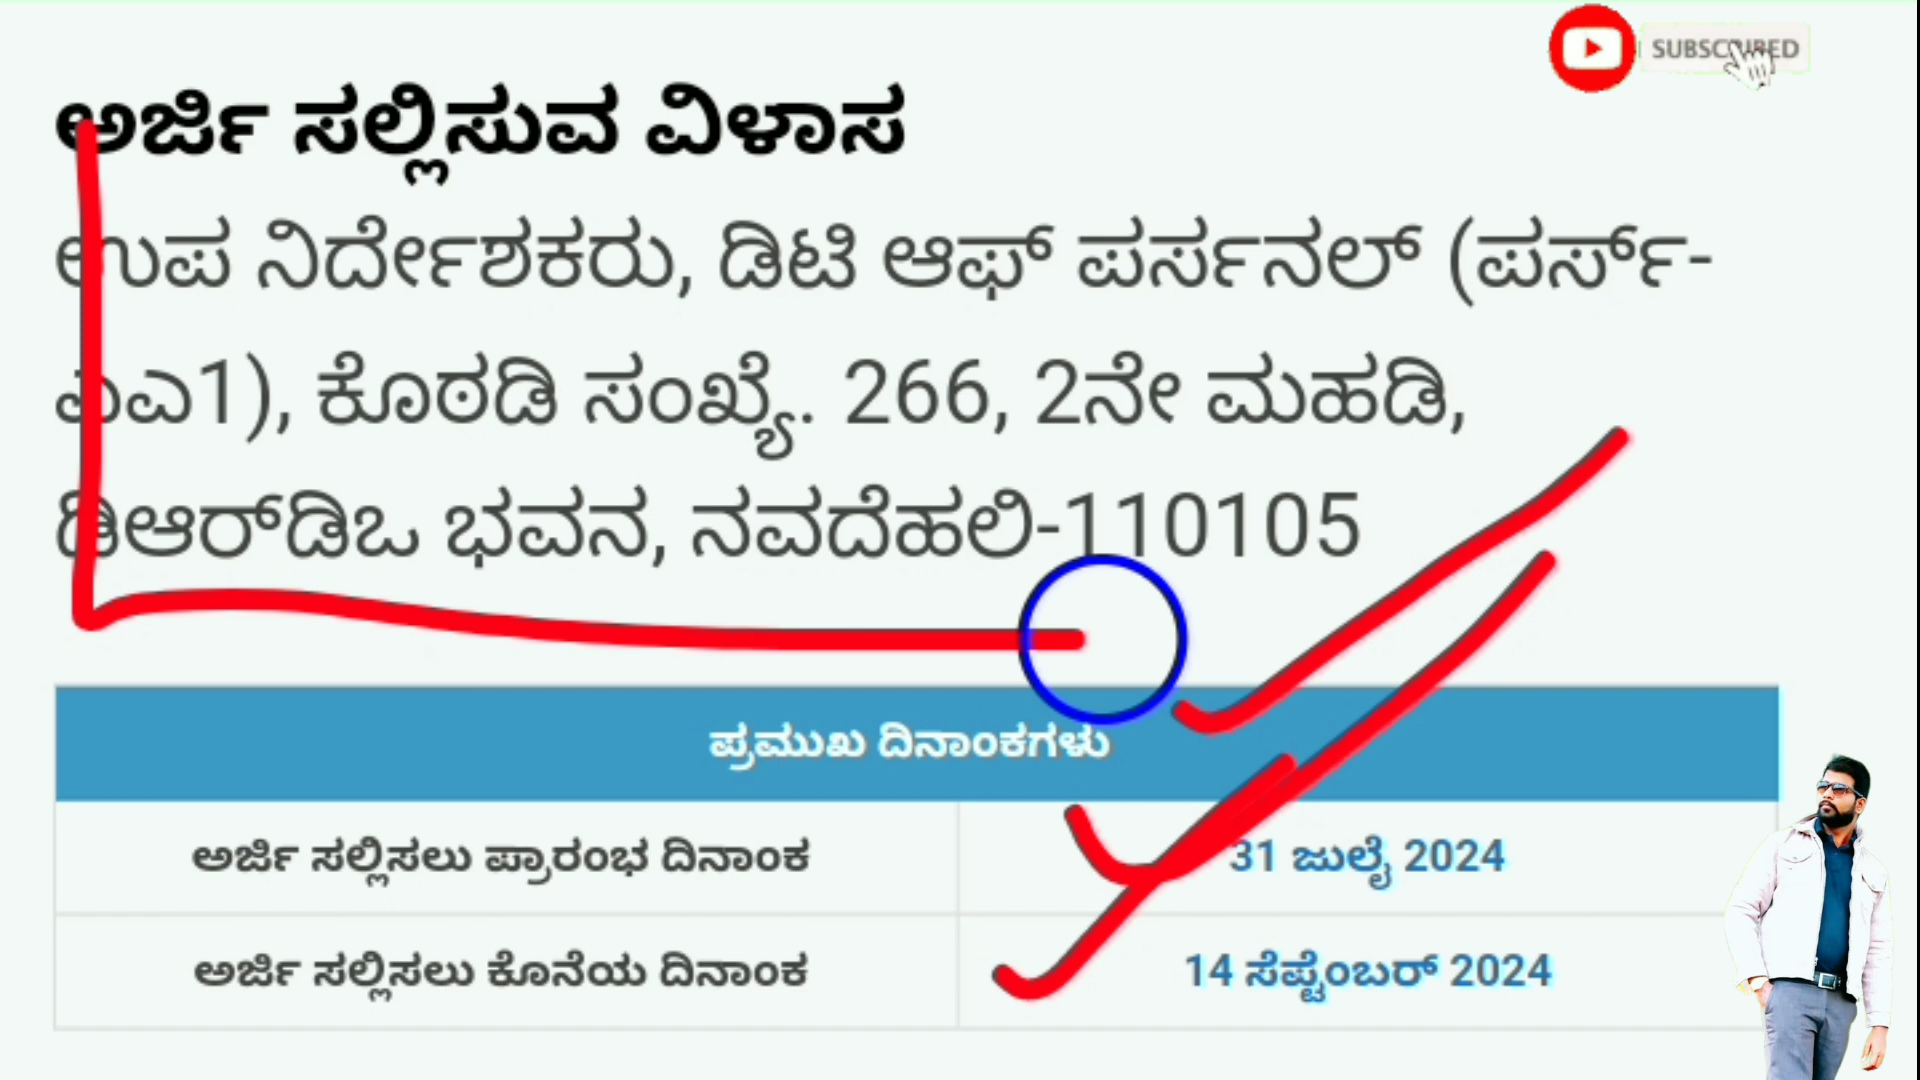 SUBSCRIBED
ಅರ್ಜಿ ಸಲ್ಲಿಸುವ ವಿಳಾಸ
ಉಪ ನಿರ್ದೇಶಕರು, ಡಿಟಿ ಆಫ್ ಪರ್ಸನಲ್ (ಪರ್ಸ್-
ಎಎ1), ಕೊಠಡಿ ಸಂಖ್ಯೆ. 266, 2ನೇ ಮಹಡಿ,
ಡಿಆರ್‌ಡಿಒ ಭವನ, ನವದೆಹಲಿ-110105
ಪ್ರಮುಖ ದಿನಾಂಕಗಳು
ಅರ್ಜಿ ಸಲ್ಲಿಸಲು ಪ್ರಾರಂಭ ದಿನಾಂಕ 31 ಜುಲೈ 2024
ಅರ್ಜಿ ಸಲ್ಲಿಸಲು ಕೊನೆಯ ದಿನಾಂಕ 14 ಸೆಪ್ಟೆಂಬರ್ 2024